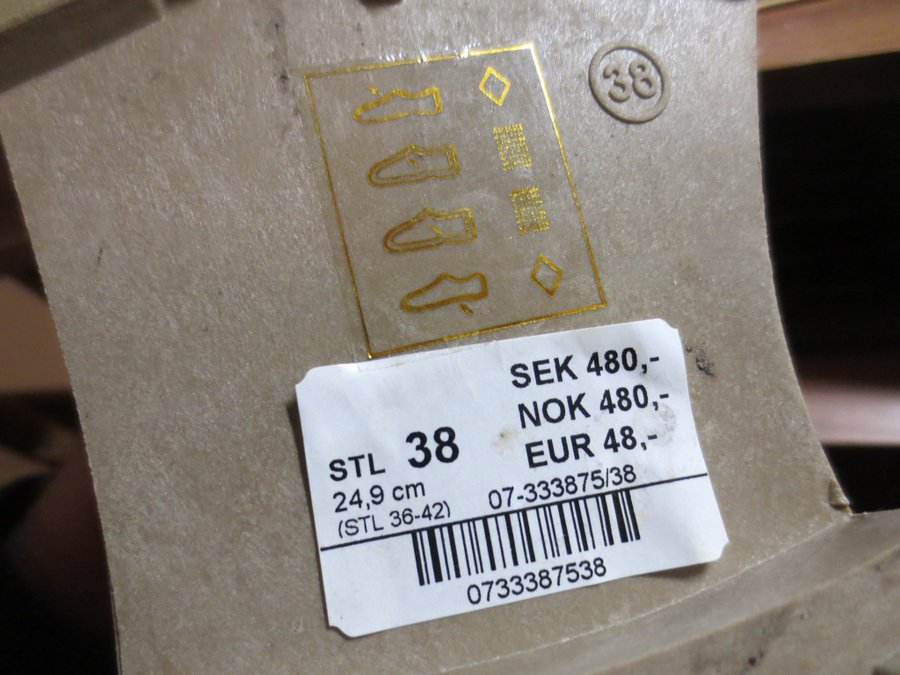 38
SEK 480,-
NOK 480,-
EUR 48,-
STL 38
24,9 cm
(STL 36-42)
07-333875/38
0733387538